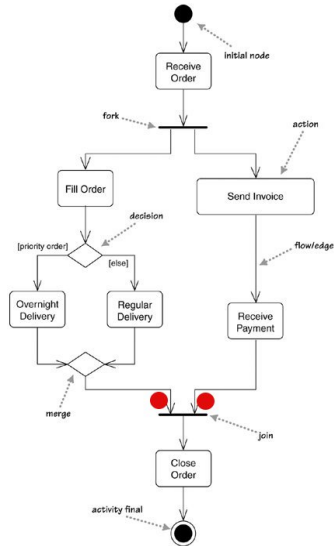 initial node
Receive
Order
fork
action
Fill Order
Send Invoice
decision
[priority order]
[else]
flow/edge
Overnight
Delivery
Regular
Delivery
Receive
Payment
merge
join
Close
Order
activity final